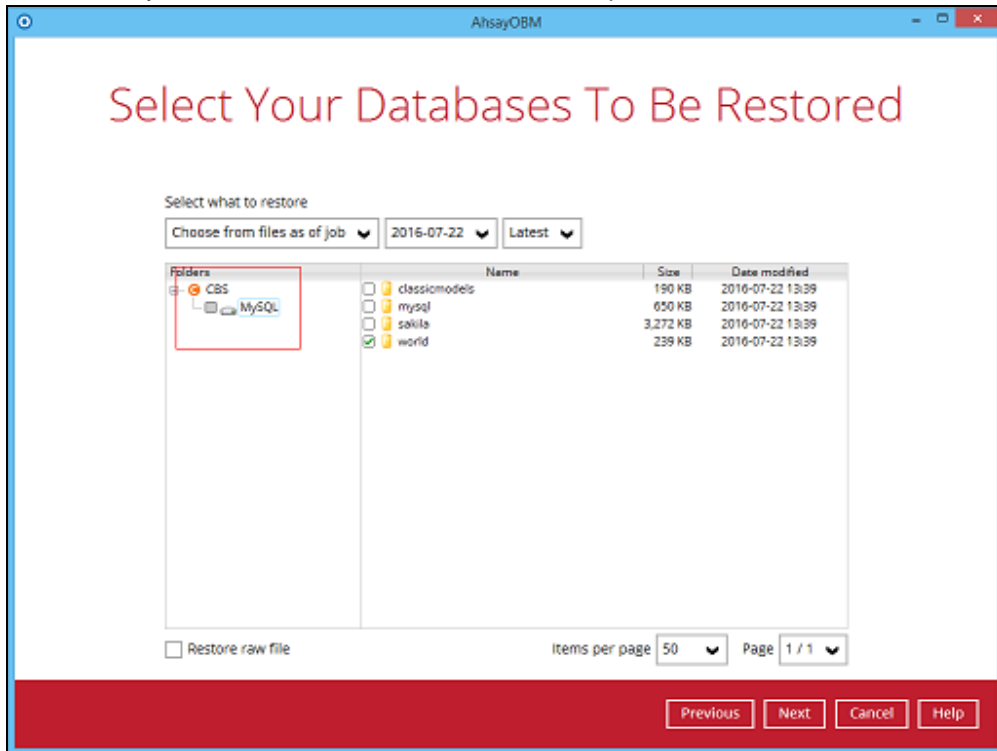 AhsayOBM
Select Your Databases To Be Restored
Select what to restore
Choose from files as of job 2016-07-22 Latest
Folders Name Size Date modified
CBS classicmodels 190 KB 2016-07-22 13:39
MySQL mysql 650 KB 2016-07-22 13:39
sakila 3,272 KB 2016-07-22 13:39
world 239 KB 2016-07-22 13:39
Restore raw file Items per page 50 Page 1 / 1
Previous Next Cancel Help